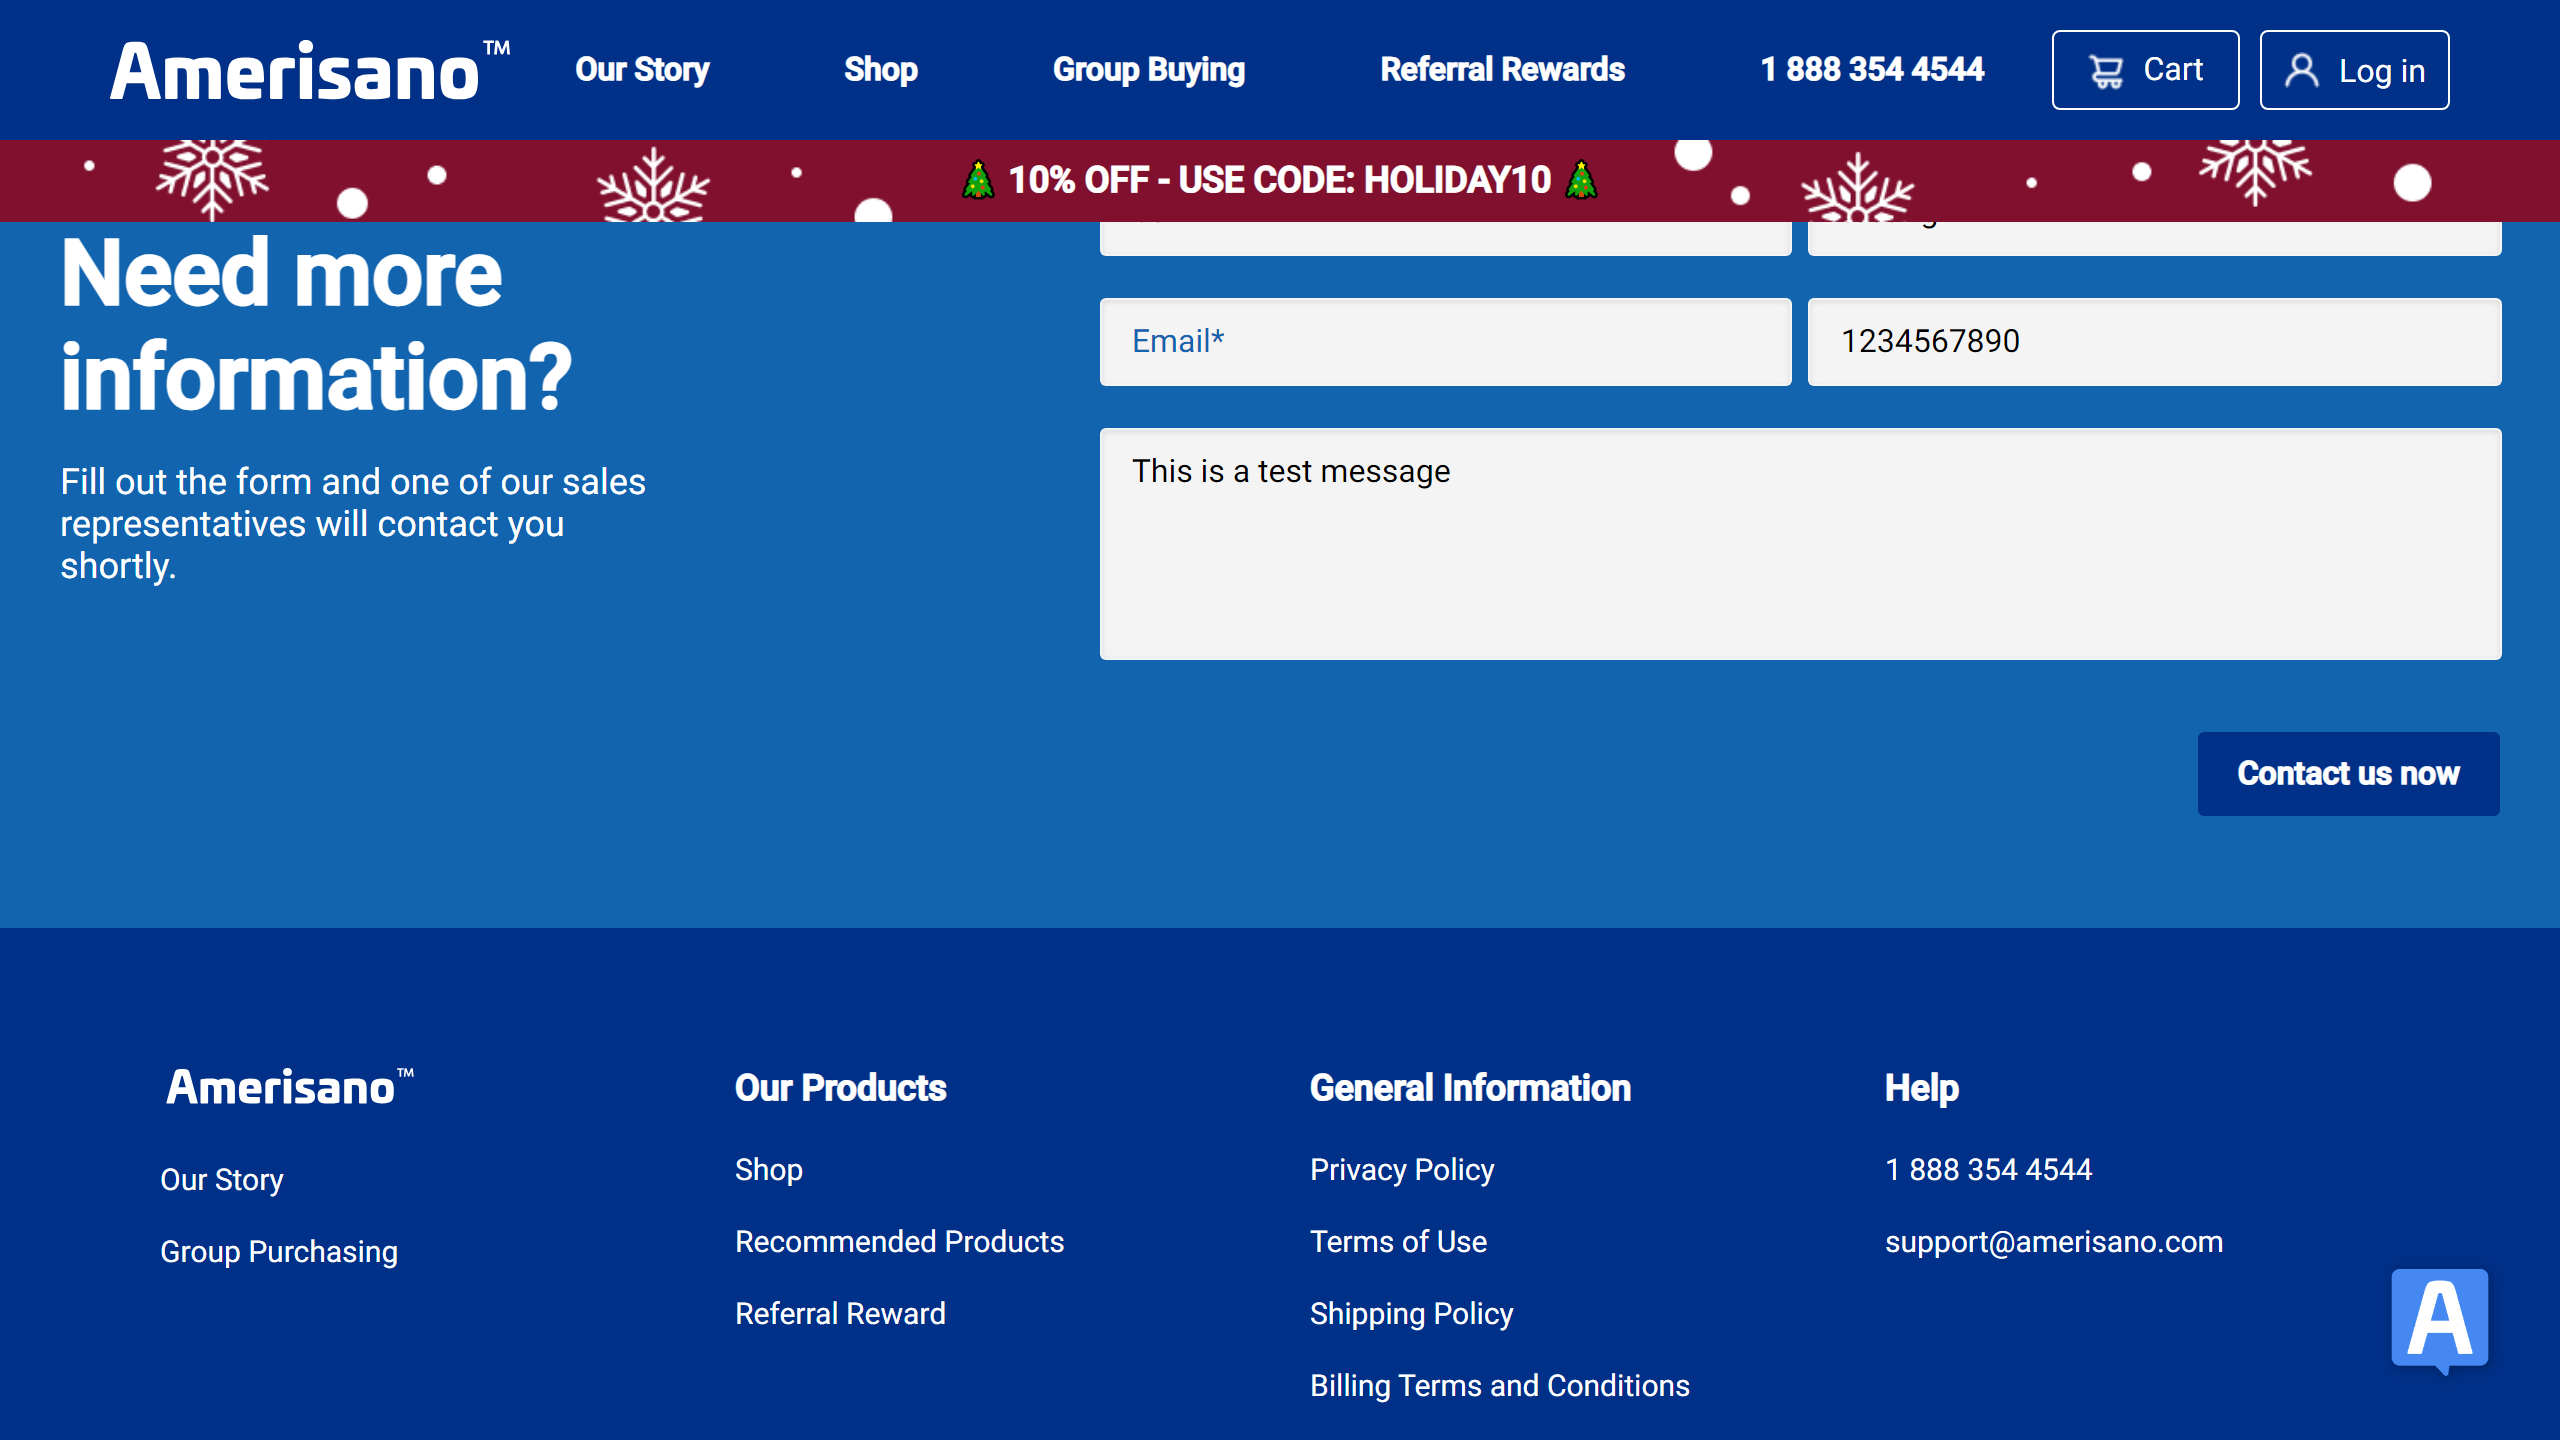 Amerisano™
Our Story
Shop
Group Buying
Referral Rewards
1 888 354 4544
Cart
Log in
🎄 10% OFF - USE CODE: HOLIDAY10 🎄
Need more
information?
Fill out the form and one of our sales
representatives will contact you
shortly.
Email*
1234567890
This is a test message
Contact us now
Amerisano™
Our Story
Group Purchasing
Our Products
Shop
Recommended Products
Referral Reward
General Information
Privacy Policy
Terms of Use
Shipping Policy
Billing Terms and Conditions
Help
1 888 354 4544
support@amerisano.com
A